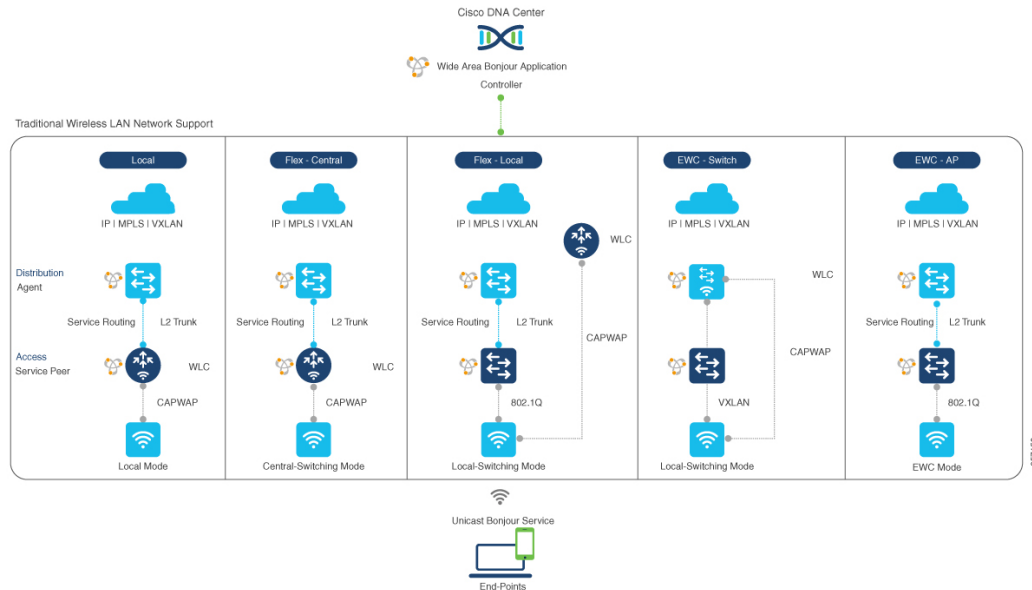 Cisco DNA Center
Wide Area Bonjour Application
Controller
Traditional Wireless LAN Network Support
Local
Flex - Central
Flex - Local
EWC - Switch
EWC - AP
IP | MPLS | VXLAN
IP | MPLS | VXLAN
IP | MPLS | VXLAN
IP | MPLS | VXLAN
IP | MPLS | VXLAN
WLC
Distribution
Agent
WLC
Service Routing
L2 Trunk
Service Routing
L2 Trunk
Service Routing
L2 Trunk
Service Routing
L2 Trunk
CAPWAP
CAPWAP
Access
Service Peer
WLC
WLC
CAPWAP
CAPWAP
802.1Q
VXLAN
802.1Q
Local Mode
Central-Switching Mode
Local-Switching Mode
Local-Switching Mode
EWC Mode
Unicast Bonjour Service
End-Points